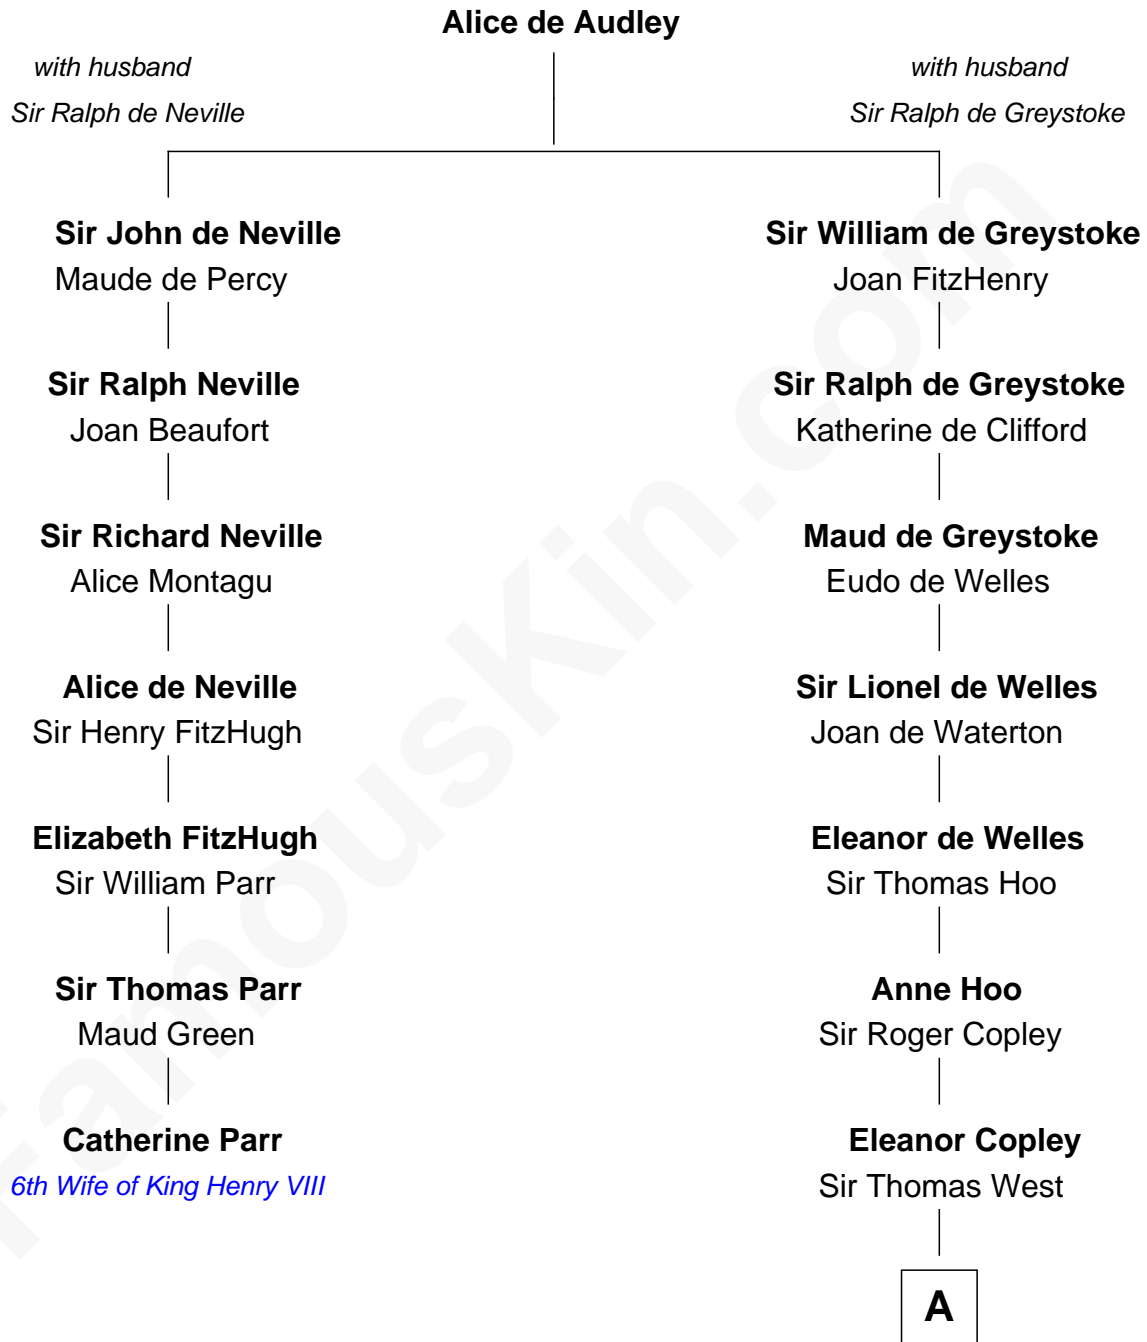 Alice de Audley
with husband
Sir Ralph de Neville
with husband
Sir Ralph de Greystoke
Sir John de Neville
Maude de Percy
Sir William de Greystoke
Joan FitzHenry
Sir Ralph Neville
Joan Beaufort
Sir Ralph de Greystoke
Katherine de Clifford
Sir Richard Neville
Alice Montagu
Maud de Greystoke
Eudo de Welles
Alice de Neville
Sir Henry FitzHugh
Sir Lionel de Welles
Joan de Waterton
Elizabeth FitzHugh
Sir William Parr
Eleanor de Welles
Sir Thomas Hoo
Sir Thomas Parr
Maud Green
Anne Hoo
Sir Roger Copley
Catherine Parr
6th Wife of King Henry VIII
Eleanor Copley
Sir Thomas West
A
FamousKin.com